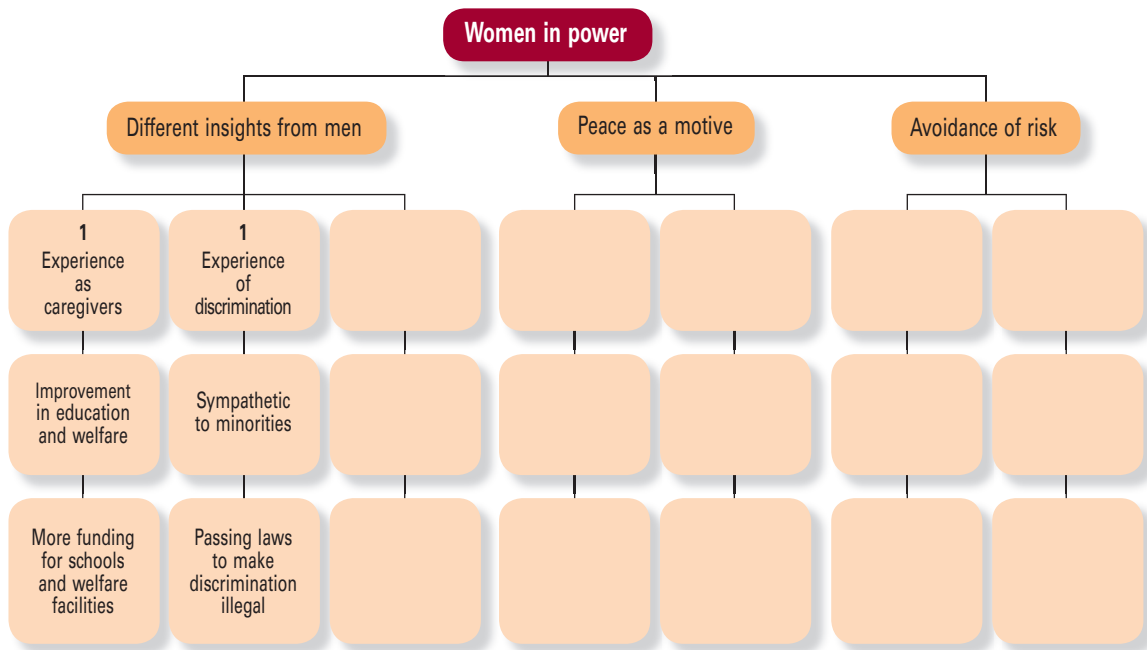 Women in power
Different insights from men
Peace as a motive
Avoidance of risk
1
Experience
as
caregivers
1
Experience
of
discrimination
Improvement
in education
and welfare
Sympathetic
to minorities
More funding
for schools
and welfare
facilities
Passing laws
to make
discrimination
illegal